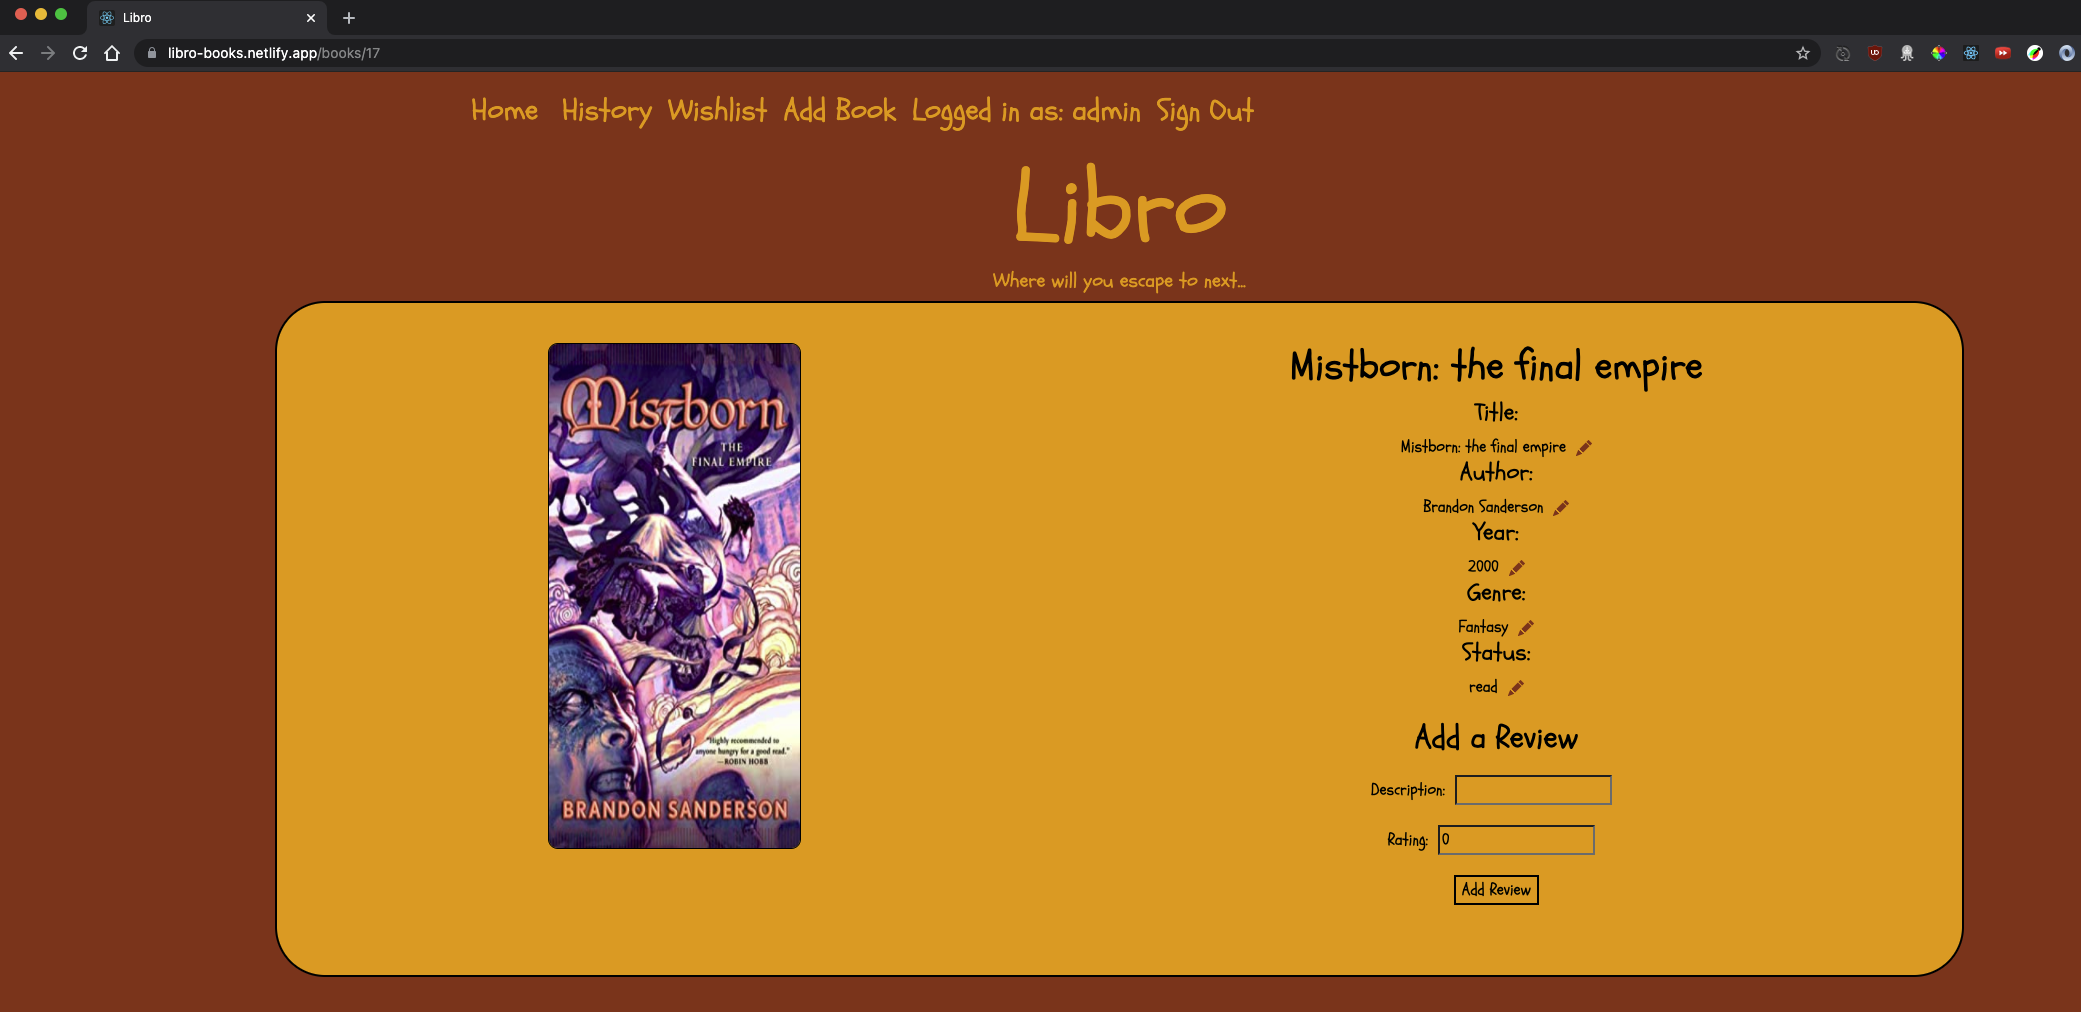 Libro
libro-books.netlify.app/books/17
Home History Wishlist Add Book Logged in as: admin Sign Out
Libro
Where will you escape to next...
Mistborn
THE
FINAL EMPIRE
"Highly recommended to
anyone hungry for a good read."
—ROBIN HOBB
BRANDON SANDERSON
Mistborn: the final empire
Title:
Mistborn: the final empire
Author:
Brandon Sanderson
Year:
2000
Genre:
Fantasy
Status:
read
Add a Review
Description:
Rating: 0
Add Review